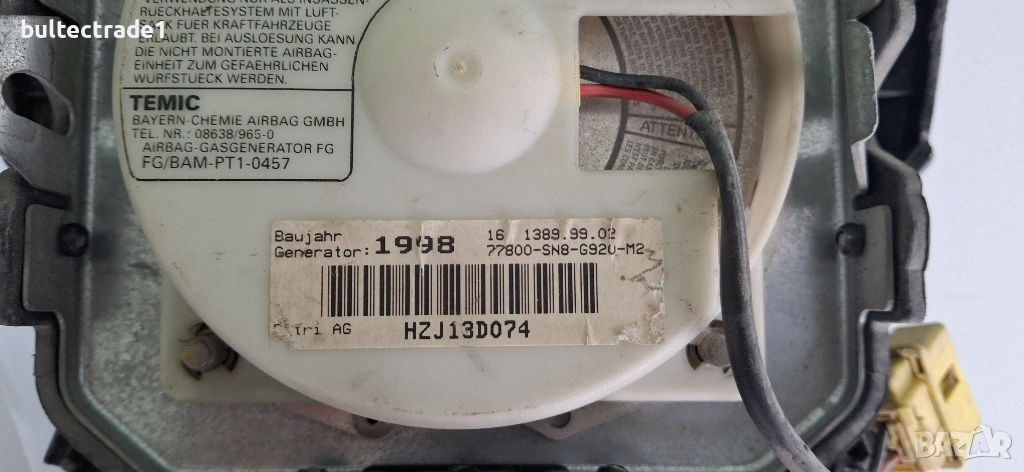 bultectrade1
VERWENDUNG NUR ALS INSASSEN-
RUECKHALTESYSTEM MIT LUFT-
SACK FUER KRAFTFAHRZEUGE
ERLAUBT. BEI AUSLOESUNG KANN
DIE NICHT MONTIERTE AIRBAG-
EINHEIT ZUM GEFAEHRLICHEN
WURFSTUECK WERDEN.
TEMIC
BAYERN-CHEMIE AIRBAG GMBH
TEL. NR.: 08638/965-0
AIRBAG-GASGENERATOR FG
FG/BAM-PT1-0457
ATTENT
Baujahr
Generator: 1998
16 1389.99.02
77800-SN8-G920-M2
AG
HZJ13D074
BAZAR